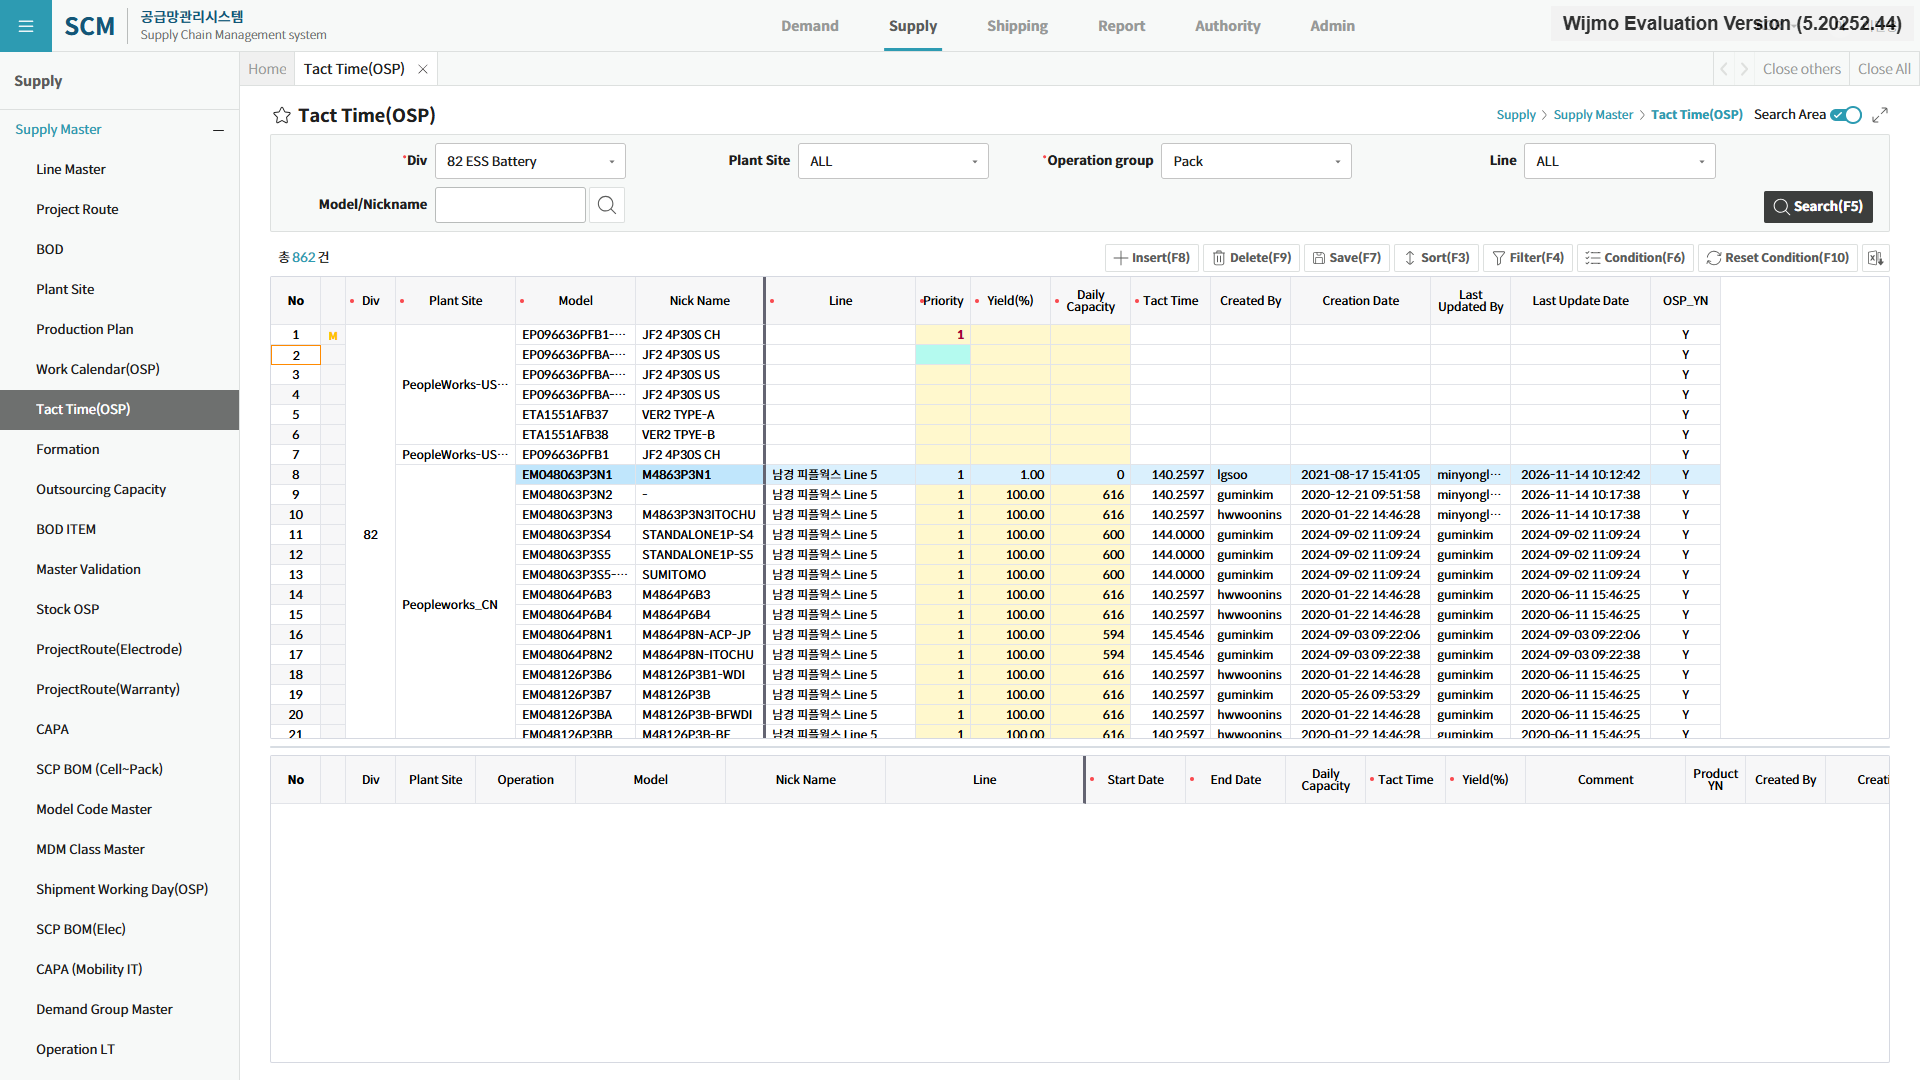 SCM 공급망관리시스템
Supply Chain Management system
Demand Supply Shipping Report Authority Admin
Wijmo Evaluation Version (5.20252.44)
Supply
Home Tact Time(OSP) Close others Close All
Supply Master
Line Master
Project Route
BOD
Plant Site
Production Plan
Work Calendar(OSP)
Tact Time(OSP)
Formation
Outsourcing Capacity
BOD ITEM
Master Validation
Stock OSP
ProjectRoute(Electrode)
ProjectRoute(Warranty)
CAPA
SCP BOM (Cell~Pack)
Model Code Master
MDM Class Master
Shipment Working Day(OSP)
SCP BOM(Elec)
CAPA (Mobility IT)
Demand Group Master
Operation LT
Tact Time(OSP)
Supply > Supply Master > Tact Time(OSP) Search Area
*Div 82 ESS Battery Plant Site ALL *Operation group Pack Line ALL
Model/Nickname Search(F5)
총 862 건
Insert(F8) Delete(F9) Save(F7) Sort(F3) Filter(F4) Condition(F6) Reset Condition(F10)
No Div Plant Site Model Nick Name Line Priority Yield(%) Daily Capacity Tact Time Created By Creation Date Last Updated By Last Update Date OSP_YN
1 M EP096636PFB1-··· JF2 4P30S CH 1 Y
2 EP096636PFBA-··· JF2 4P30S US Y
3 EP096636PFBA-··· JF2 4P30S US Y
PeopleWorks-US···
4 EP096636PFBA-··· JF2 4P30S US Y
5 ETA1551AFB37 VER2 TYPE-A Y
6 ETA1551AFB38 VER2 TPYE-B Y
7 PeopleWorks-US··· EP096636PFB1 JF2 4P30S CH Y
8 EM048063P3N1 M4863P3N1 남경 피플웍스 Line 5 1 1.00 0 140.2597 lgsoo 2021-08-17 15:41:05 minyongl··· 2026-11-14 10:12:42 Y
9 EM048063P3N2 - 남경 피플웍스 Line 5 1 100.00 616 140.2597 guminkim 2020-12-21 09:51:58 minyongl··· 2026-11-14 10:17:38 Y
10 EM048063P3N3 M4863P3N3ITOCHU 남경 피플웍스 Line 5 1 100.00 616 140.2597 hwwoonins 2020-01-22 14:46:28 minyongl··· 2026-11-14 10:17:38 Y
11 82 EM048063P3S4 STANDALONE1P-S4 남경 피플웍스 Line 5 1 100.00 600 144.0000 guminkim 2024-09-02 11:09:24 guminkim 2024-09-02 11:09:24 Y
12 EM048063P3S5 STANDALONE1P-S5 남경 피플웍스 Line 5 1 100.00 600 144.0000 guminkim 2024-09-02 11:09:24 guminkim 2024-09-02 11:09:24 Y
13 EM048063P3S5-··· SUMITOMO 남경 피플웍스 Line 5 1 100.00 600 144.0000 guminkim 2024-09-02 11:09:24 guminkim 2024-09-02 11:09:24 Y
14 EM048064P6B3 M4864P6B3 남경 피플웍스 Line 5 1 100.00 616 140.2597 hwwoonins 2020-01-22 14:46:28 guminkim 2020-06-11 15:46:25 Y
Peopleworks_CN
15 EM048064P6B4 M4864P6B4 남경 피플웍스 Line 5 1 100.00 616 140.2597 hwwoonins 2020-01-22 14:46:28 guminkim 2020-06-11 15:46:25 Y
16 EM048064P8N1 M4864P8N-ACP-JP 남경 피플웍스 Line 5 1 100.00 594 145.4546 guminkim 2024-09-03 09:22:06 guminkim 2024-09-03 09:22:06 Y
17 EM048064P8N2 M4864P8N-ITOCHU 남경 피플웍스 Line 5 1 100.00 594 145.4546 guminkim 2024-09-03 09:22:38 guminkim 2024-09-03 09:22:38 Y
18 EM048126P3B6 M48126P3B1-WDI 남경 피플웍스 Line 5 1 100.00 616 140.2597 hwwoonins 2020-01-22 14:46:28 guminkim 2020-06-11 15:46:25 Y
19 EM048126P3B7 M48126P3B 남경 피플웍스 Line 5 1 100.00 616 140.2597 guminkim 2020-05-26 09:53:29 guminkim 2020-06-11 15:46:25 Y
20 EM048126P3BA M48126P3B-BFWDI 남경 피플웍스 Line 5 1 100.00 616 140.2597 hwwoonins 2020-01-22 14:46:28 guminkim 2020-06-11 15:46:25 Y
21 EM048126P3BB M48126P3B-BF 남경 피플웍스 Line 5 1 100.00 616 140.2597 hwwoonins 2020-01-22 14:46:28 guminkim 2020-06-11 15:46:25 Y
No Div Plant Site Operation Model Nick Name Line Start Date End Date Daily Capacity Tact Time Yield(%) Comment Product YN Created By Creati